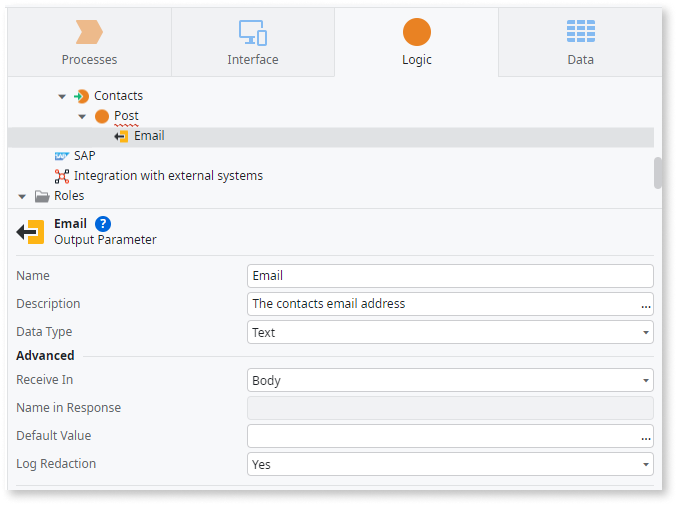 Processes
Interface
Logic
Data
Contacts
Post
Email
SAP SAP
Integration with external systems
Roles
Email ?
Output Parameter
Name Email
Description The contacts email address ...
Data Type Text
Advanced
Receive In Body
Name in Response
Default Value ...
Log Redaction Yes